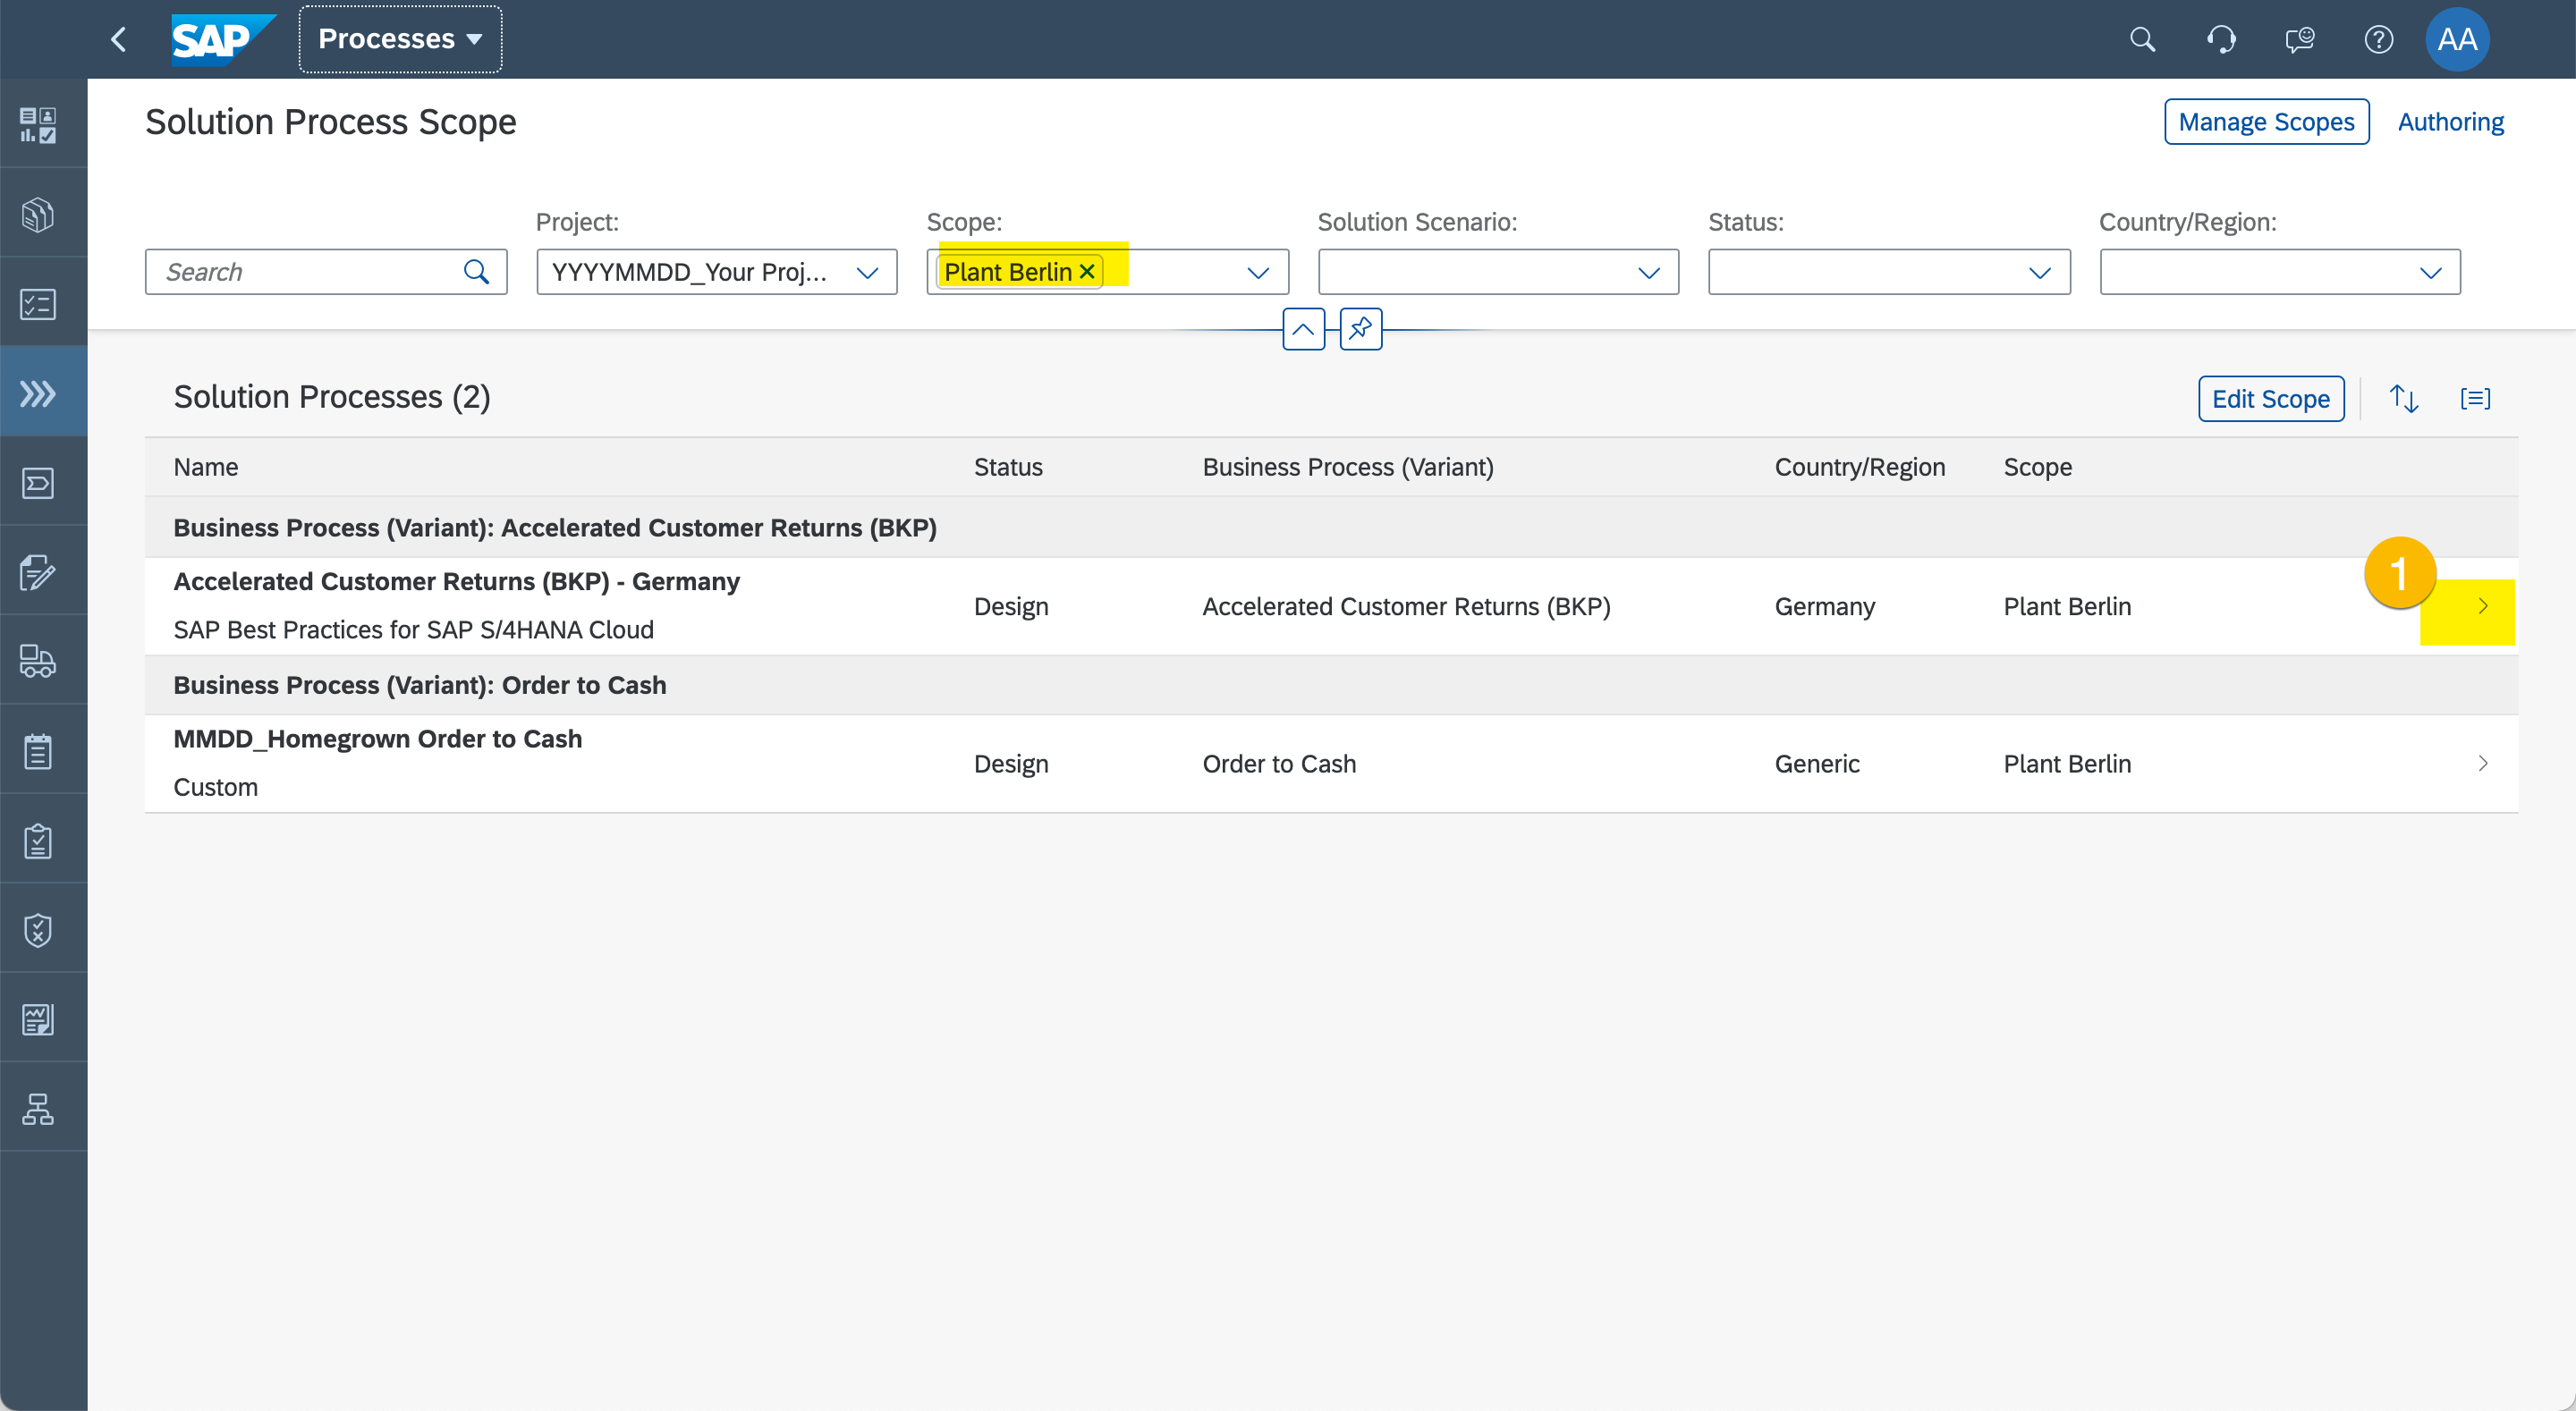 SAP Processes AA
Solution Process Scope Manage Scopes Authoring
Project: Scope: Solution Scenario: Status: Country/Region:
Search YYYYMMDD_Your Proj... Plant Berlin
Solution Processes (2) Edit Scope
Name Status Business Process (Variant) Country/Region Scope
Business Process (Variant): Accelerated Customer Returns (BKP)
1
Accelerated Customer Returns (BKP) - Germany
Design Accelerated Customer Returns (BKP) Germany Plant Berlin
SAP Best Practices for SAP S/4HANA Cloud
Business Process (Variant): Order to Cash
MMDD_Homegrown Order to Cash
Design Order to Cash Generic Plant Berlin
Custom